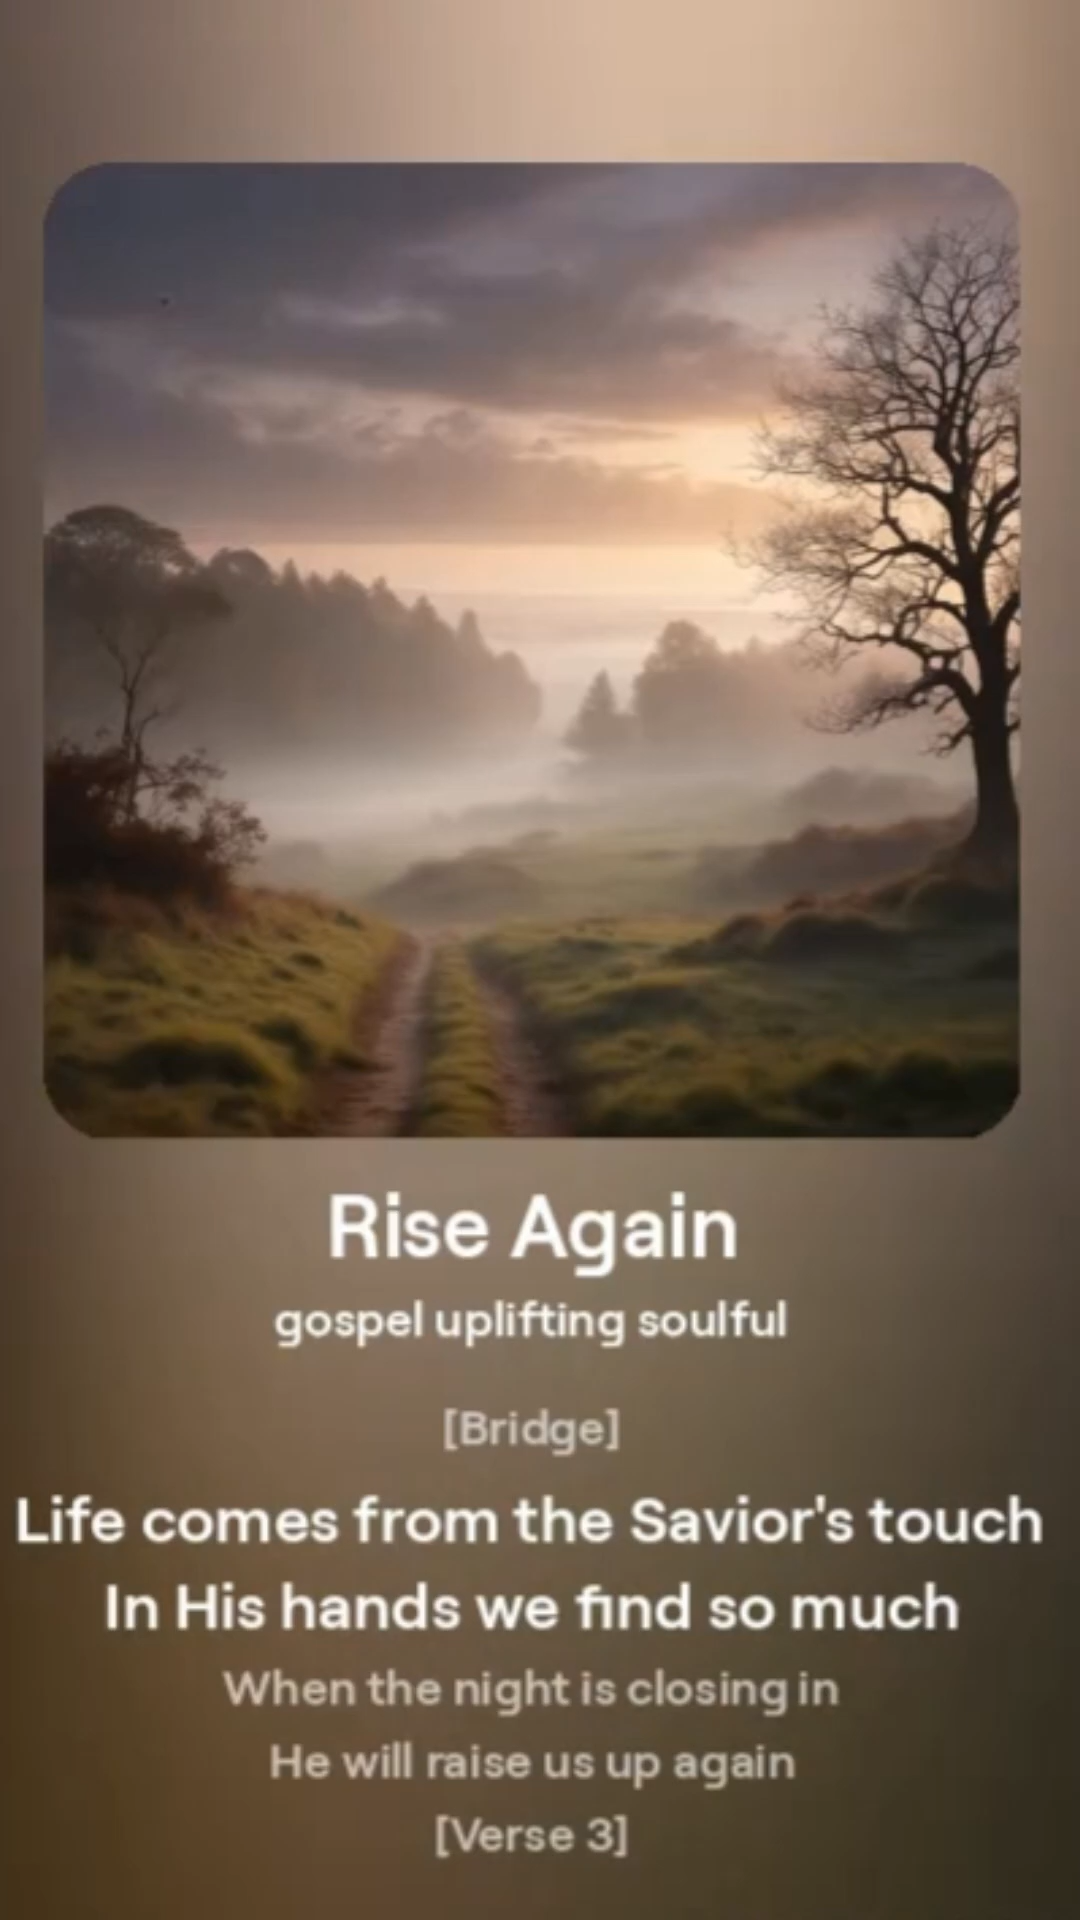 Rise Again
gospel uplifting soulful
[Bridge]
Life comes from the Savior's touch
In His hands we find so much
When the night is closing in
He will raise us up again
[Verse 3]